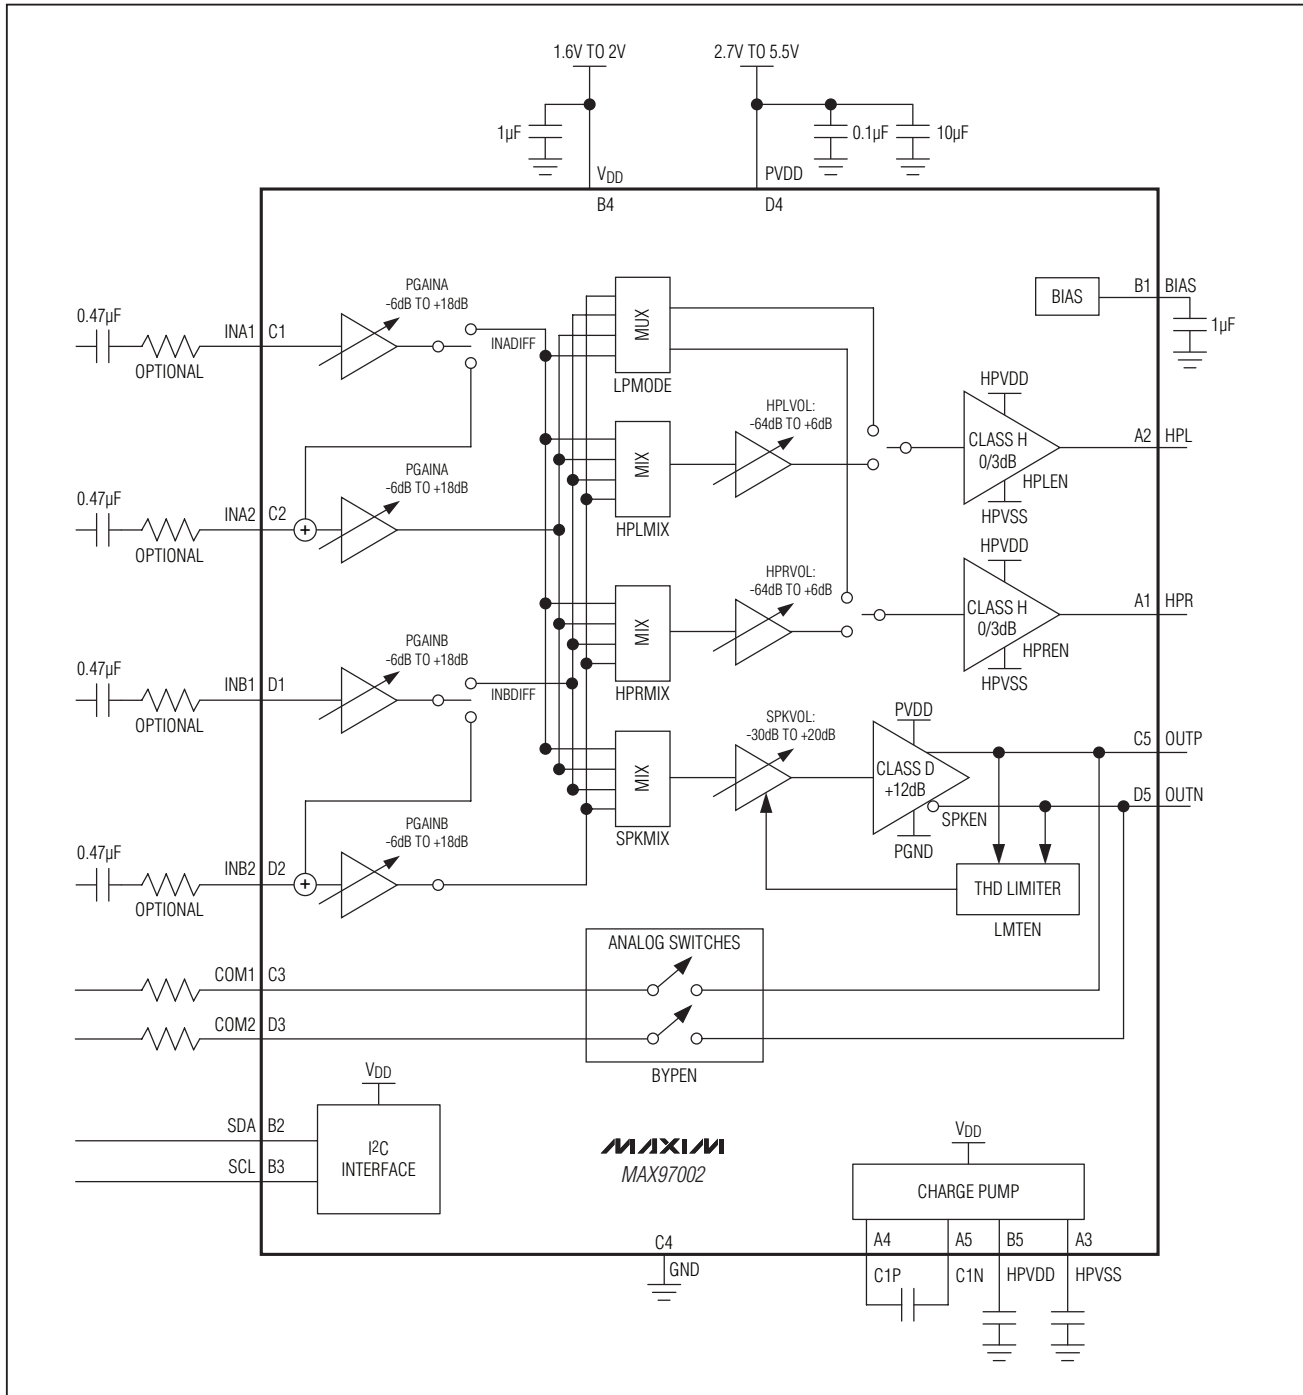 1.6V TO 2V
2.7V TO 5.5V
1µF
0.1µF
10µF
VDD
PVDD
B4
D4
PGAINA
-6dB TO +18dB
0.47µF
INA1
C1
OPTIONAL
INADIFF
MUX
LPMODE
BIAS
B1
BIAS
1µF
HPLVOL:
-64dB TO +6dB
HPVDD
CLASS H
0/3dB
HPLEN
HPVSS
A2
HPL
MIX
HPLMIX
PGAINA
-6dB TO +18dB
0.47µF
INA2
C2
+
OPTIONAL
HPRVOL:
-64dB TO +6dB
HPVDD
CLASS H
0/3dB
HPREN
HPVSS
A1
HPR
MIX
HPRMIX
PGAINB
-6dB TO +18dB
0.47µF
INB1
D1
OPTIONAL
INBDIFF
SPKVOL:
-30dB TO +20dB
PVDD
CLASS D
+12dB
SPKEN
PGND
C5
OUTP
D5
OUTN
MIX
SPKMIX
PGAINB
-6dB TO +18dB
0.47µF
INB2
D2
+
OPTIONAL
THD LIMITER
LMTEN
ANALOG SWITCHES
COM1
C3
COM2
D3
BYPEN
VDD
SDA
B2
SCL
B3
I2C
INTERFACE
MAXIM
MAX97002
VDD
CHARGE PUMP
C4
GND
A4
A5
B5
A3
C1P
C1N
HPVDD
HPVSS